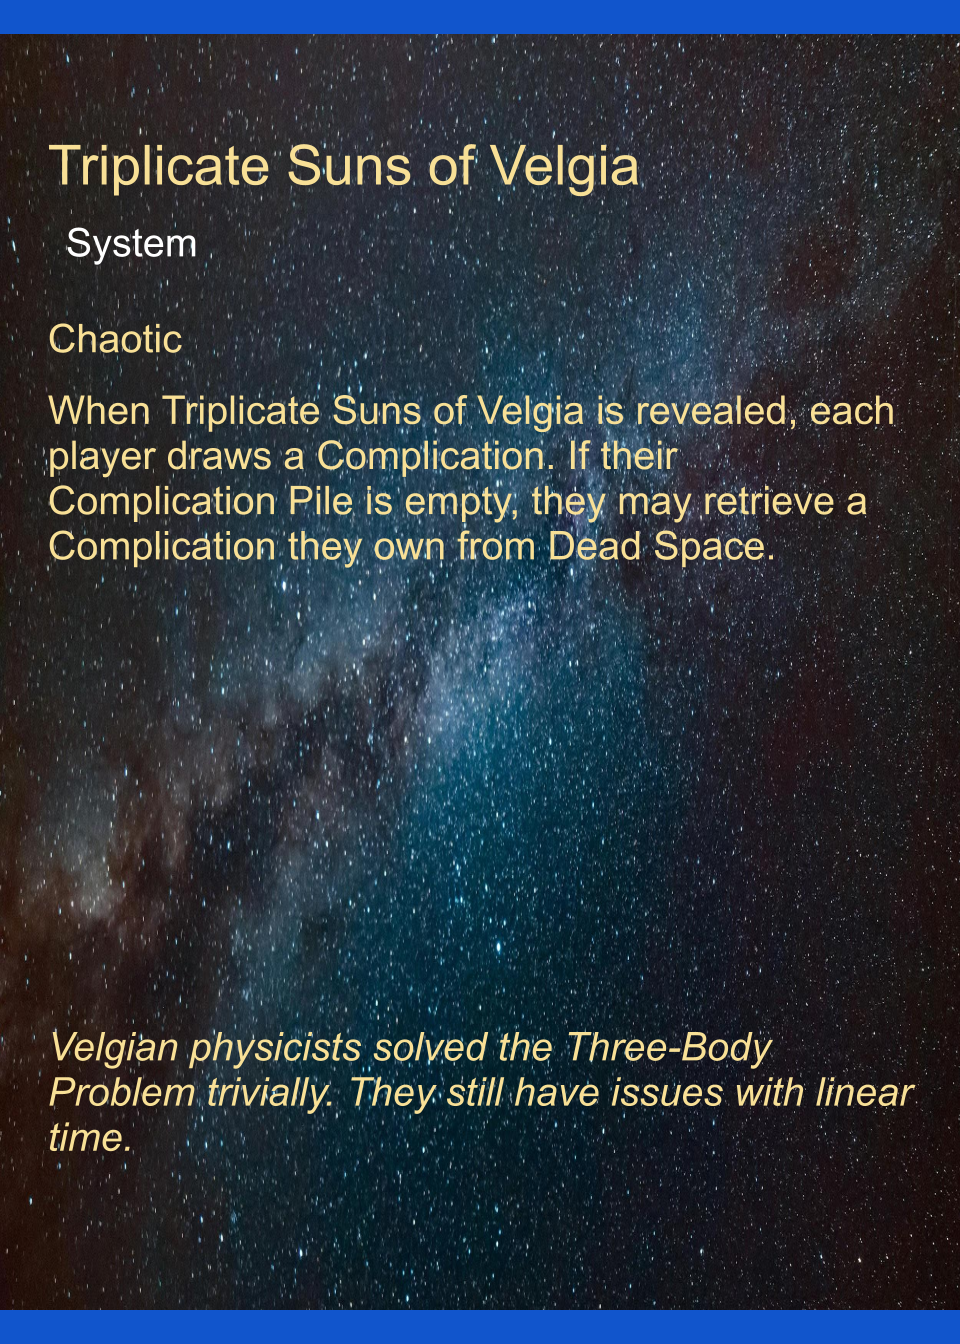 Triplicate Suns of Velgia
System
Chaotic
When Triplicate Suns of Velgia is revealed, each
player draws a Complication. If their
Complication Pile is empty, they may retrieve a
Complication they own from Dead Space.
Velgian physicists solved the Three-Body
Problem trivially. They still have issues with linear
time.